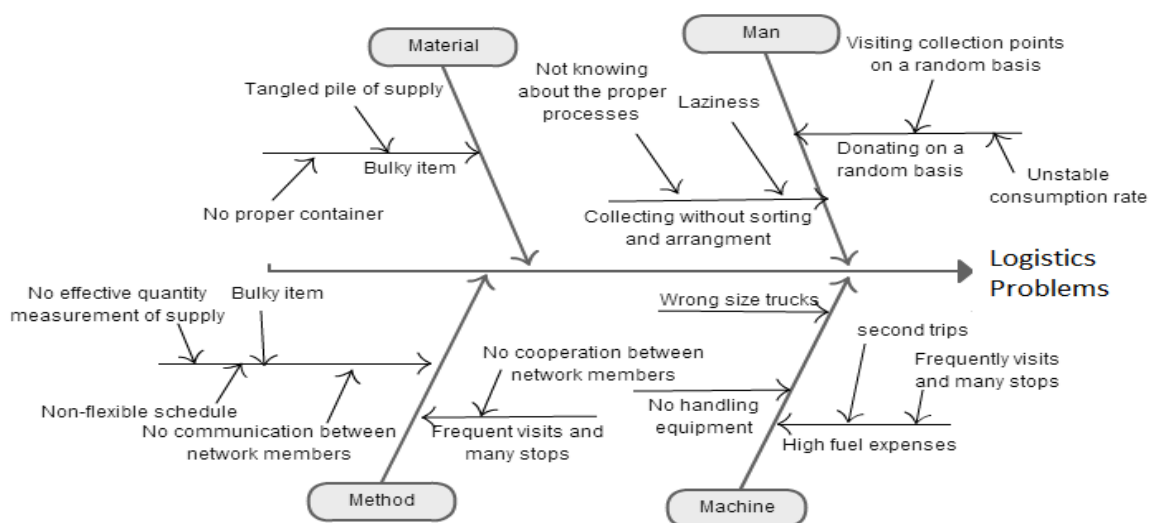 Material
Man
Visiting collection points
on a random basis
Not knowing
about the proper
processes
Laziness
Tangled pile of supply
Bulky item
Donating on a
random basis
Unstable
consumption rate
No proper container
Collecting without sorting
and arrangment
Logistics
Problems
No effective quantity
measurement of supply
Bulky item
Wrong size trucks
second trips
Frequently visits
and many stops
No cooperation between
network members
Non-flexible schedule
No communication between
network members
Frequent visits and
many stops
No handling
equipment
High fuel expenses
Method
Machine